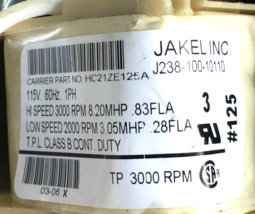 JAKEL INC.
J238-100-10110
CARRIER PART NO. HC21ZE125A
115V. 60Hz. 1PH
HI SPEED 3000 RPM 8.20MHP .83FLA
LOW SPEED 2000 RPM 3.05MHP .28FLA
T.P.L. CLASS B CONT. DUTY
3
#125
TP 3000 RPM
03-06 X